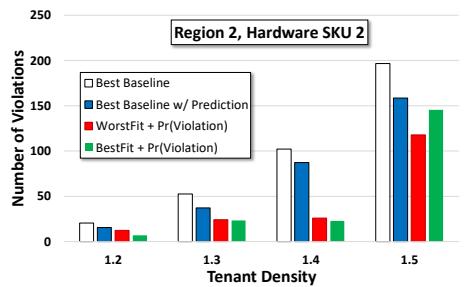 250
200
150
100
50
0
Number of Violations
Region 2, Hardware SKU 2
Best Baseline
Best Baseline w/ Prediction
WorstFit + Pr(Violation)
BestFit + Pr(Violation)
1.2 1.3 1.4 1.5
Tenant Density